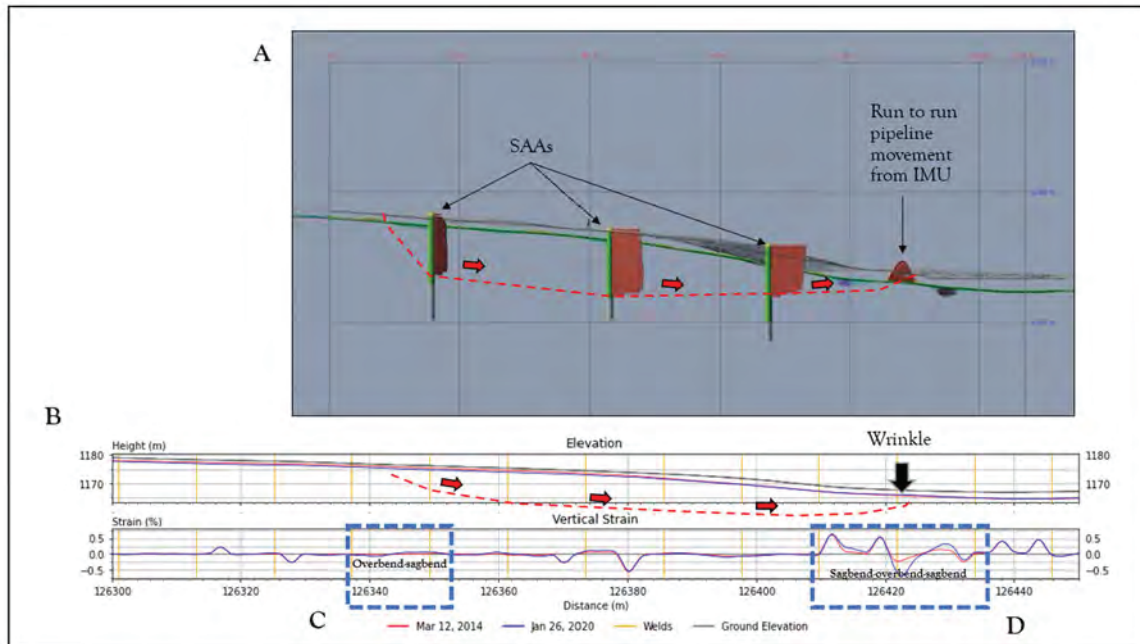 A
SAAs
Run to run
pipeline
movement
from IMU
B
Height (m)
Elevation
Wrinkle
1180
1180
1170
1170
Strain (%)
Vertical Strain
0.5
0.5
0.0
0.0
−0.5
−0.5
Overbend-sagbend
Sagbend-overbend-sagbend
126300
126320
126340
126360
126380
126400
126420
126440
Distance (m)
C
D
Mar 12, 2014
Jan 26, 2020
Welds
Ground Elevation